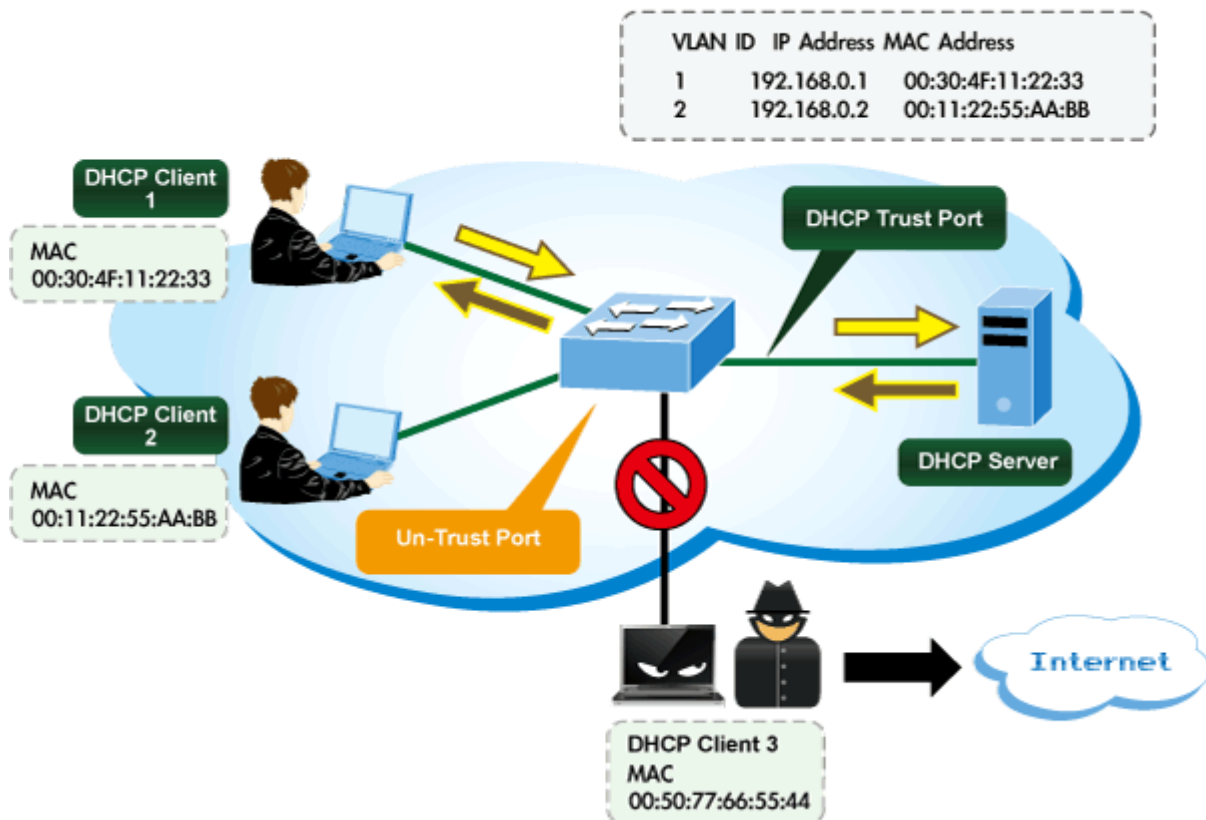 VLAN ID IP Address MAC Address
1 192.168.0.1 00:30:4F:11:22:33
2 192.168.0.2 00:11:22:55:AA:BB
DHCP Client
1
MAC
00:30:4F:11:22:33
DHCP Trust Port
DHCP Client
2
MAC
00:11:22:55:AA:BB
DHCP Server
Un-Trust Port
Internet
DHCP Client 3
MAC
00:50:77:66:55:44